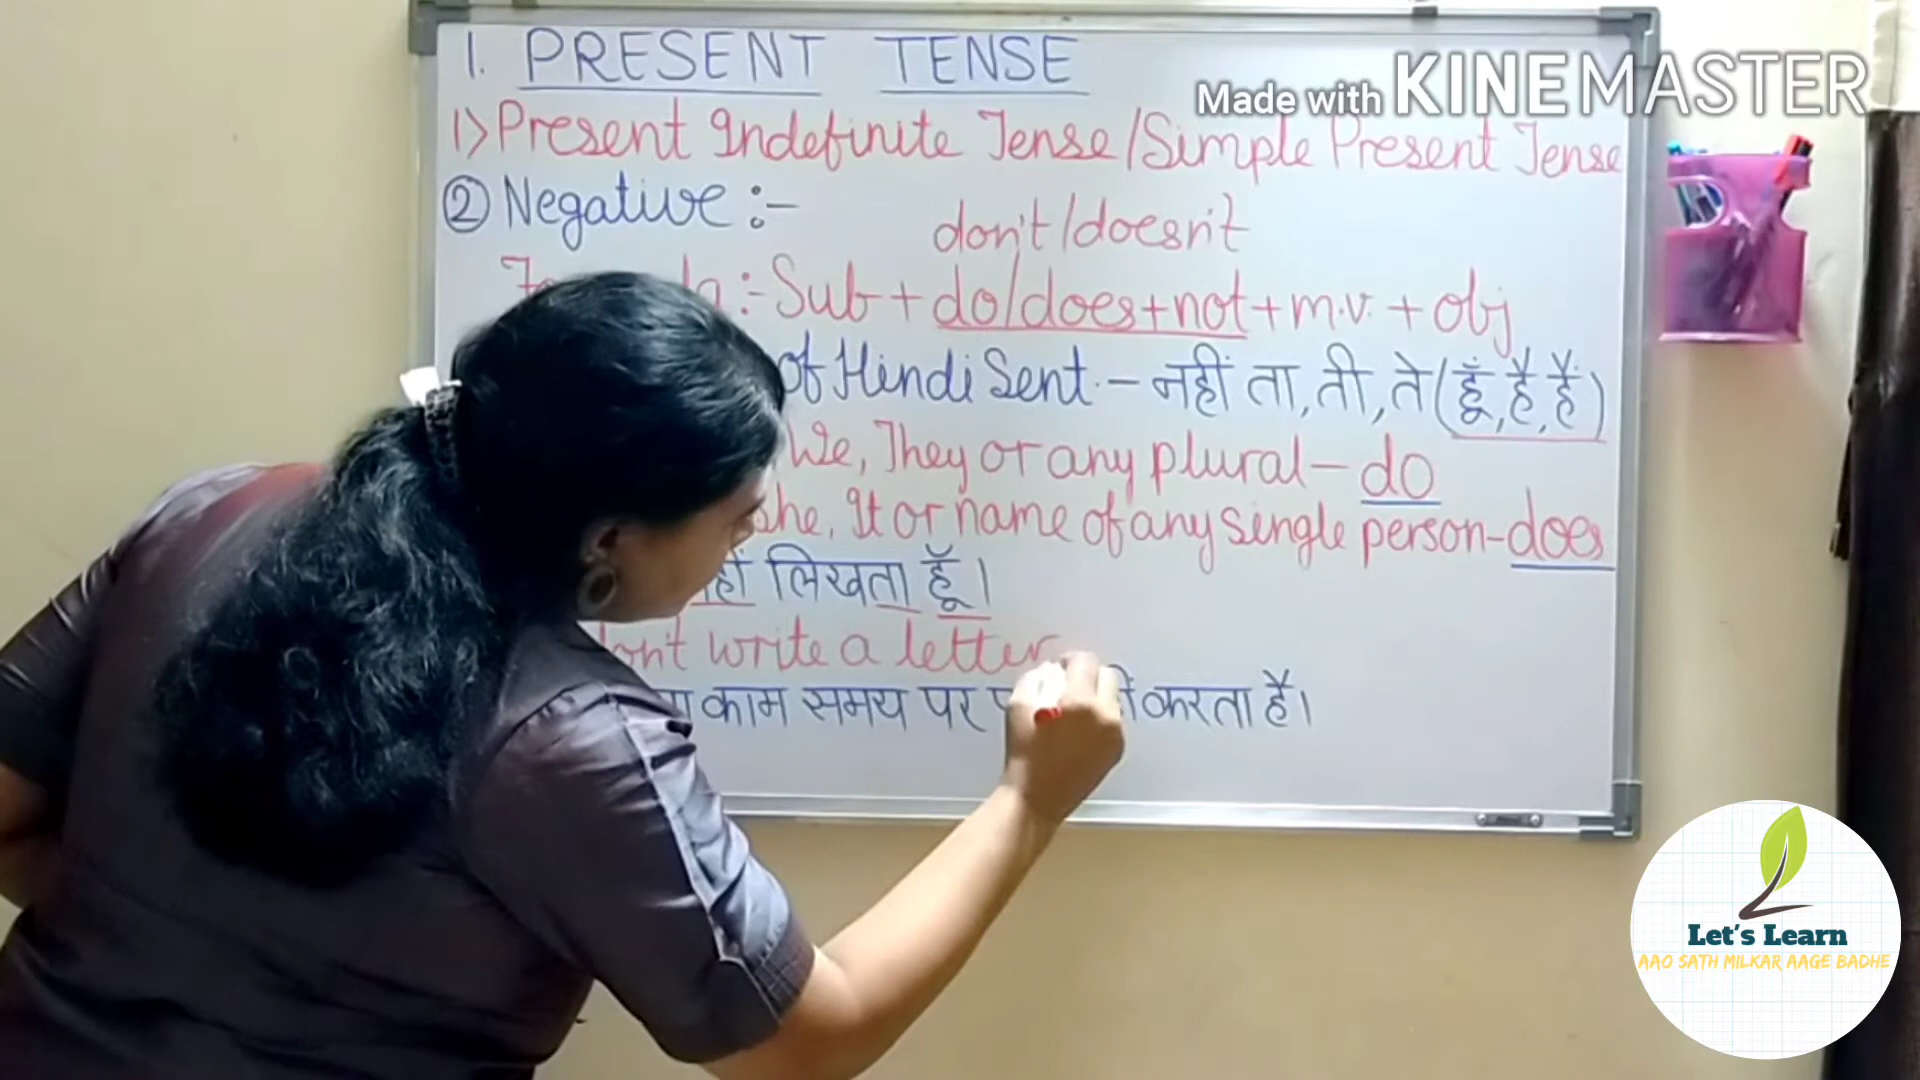 1. PRESENT TENSE
Made with KINEMASTER
1) Present Indefinite Tense/Simple Present Tense
② Negative :-
don't/doesn't
:- Sub + do/does+not + m.v. + obj
of Hindi Sent. - नहीं ता, ती, ते (हूँ, है, हैं)
We, They or any plural - do
she, It or name of any single person - does
लिखता हूँ।
write a letter
काम समय पर करता है।
Let's Learn
AAO SATH MILKAR AAGE BADHE